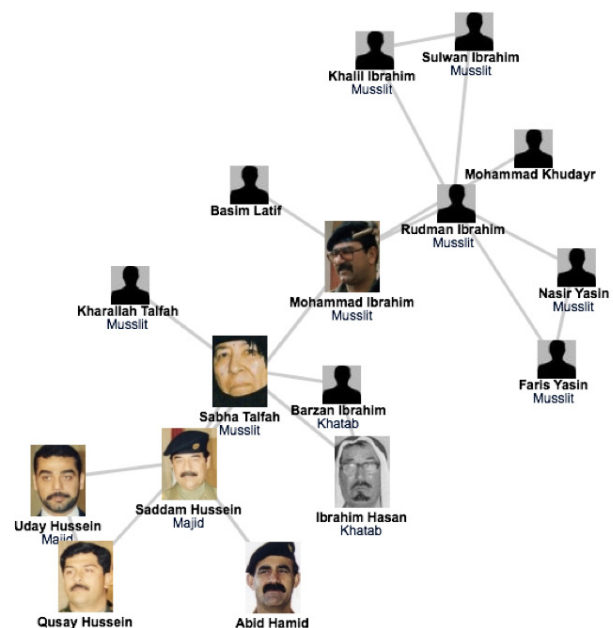 Sulwan Ibrahim
Musslit
Khalil Ibrahim
Musslit
Mohammad Khudayr
Basim Latif
Rudman Ibrahim
Musslit
Mohammad Ibrahim
Musslit
Nasir Yasin
Musslit
Kharallah Talfah
Musslit
Faris Yasin
Musslit
Sabha Talfah
Musslit
Barzan Ibrahim
Khatab
Saddam Hussein
Majid
Ibrahim Hasan
Khatab
Uday Hussein
Majid
Qusay Hussein
Abid Hamid